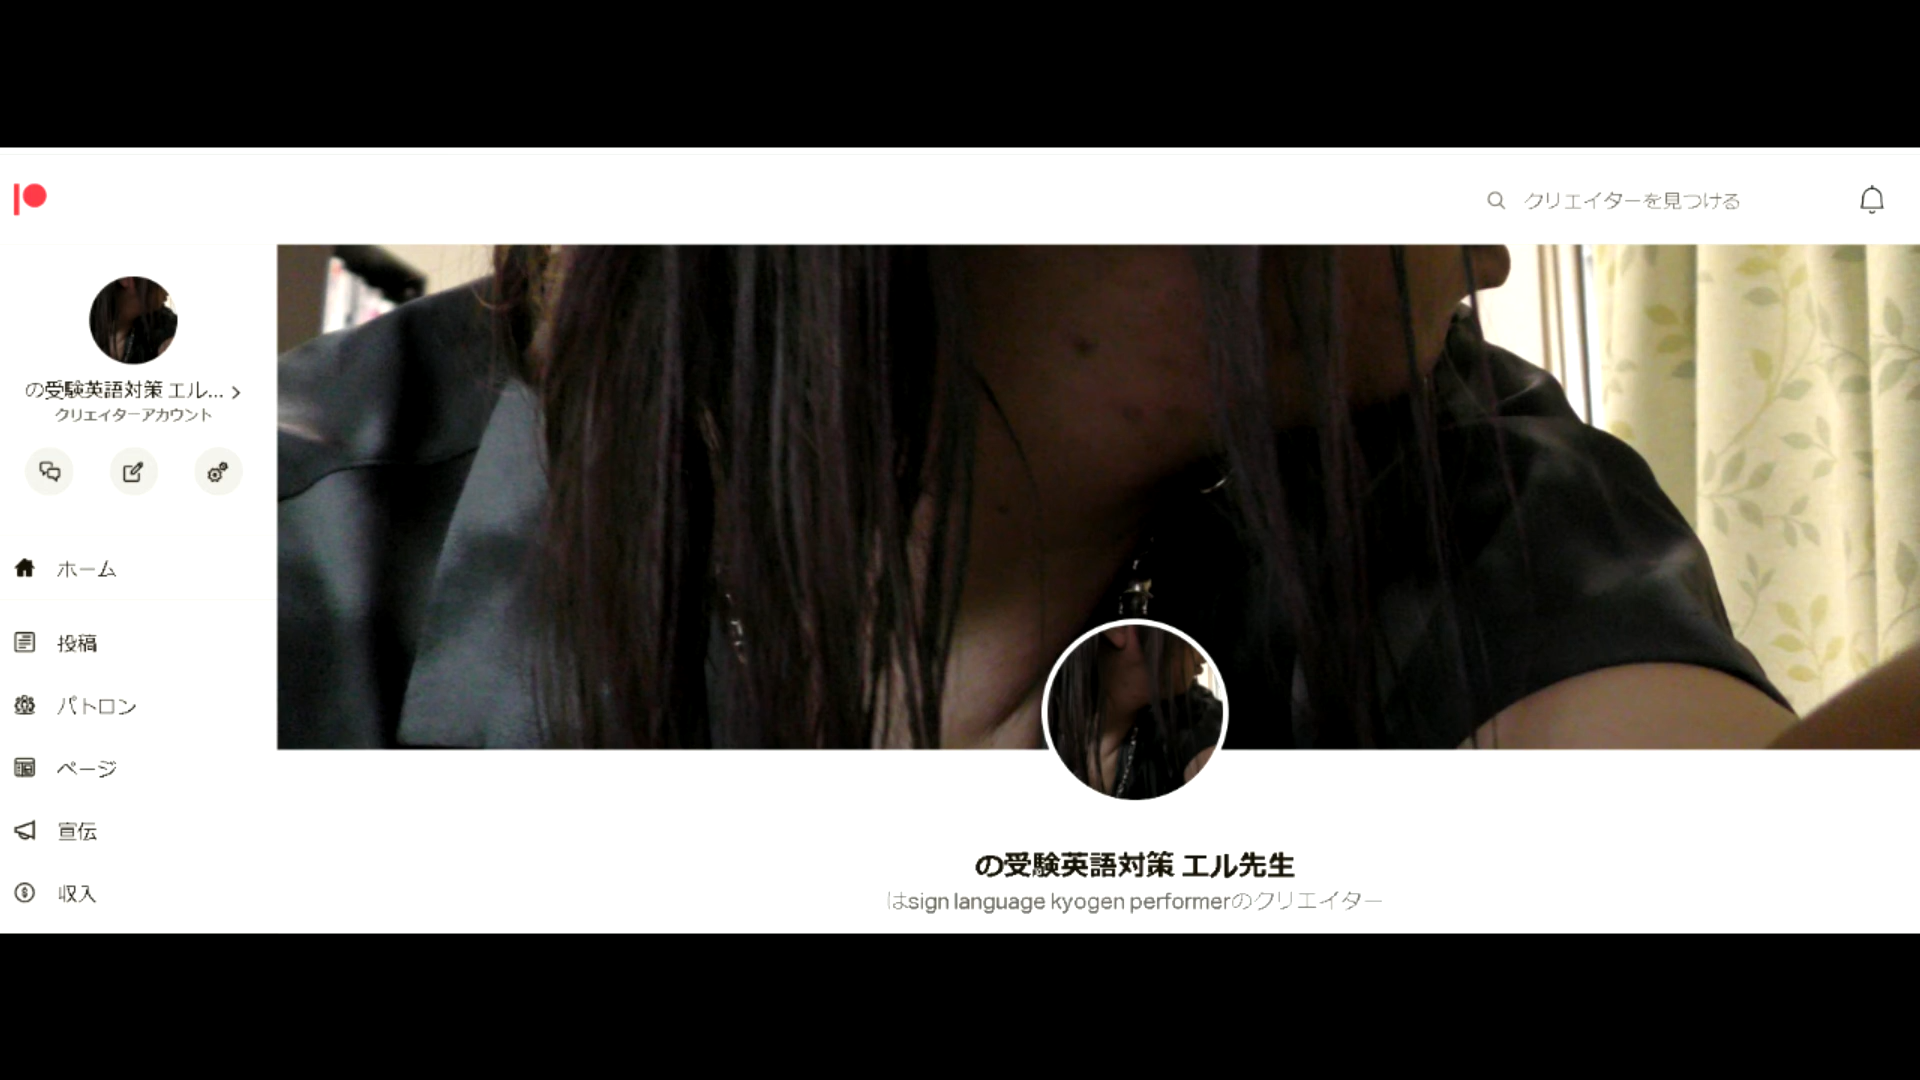 クリエイターを見つける
の受験英語対策 エル...
クリエイターアカウント
ホーム
投稿
パトロン
ページ
宣伝
収入
の受験英語対策 エル先生
はsign language kyogen performerのクリエイター